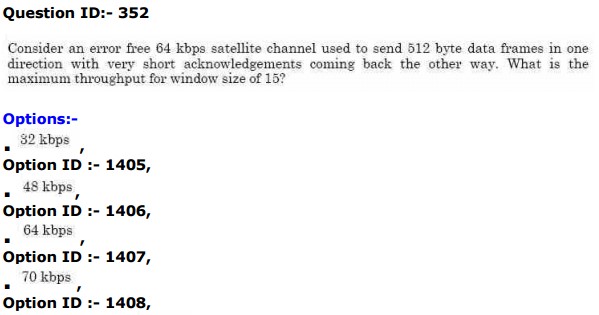 Question ID:- 352
Consider an error free 64 kbps satellite channel used to send 512 byte data frames in one
direction with very short acknowledgements coming back the other way. What is the
maximum throughput for window size of 15?
Options:-
▪ 32 kbps ,
Option ID :- 1405,
▪ 48 kbps ,
Option ID :- 1406,
▪ 64 kbps ,
Option ID :- 1407,
▪ 70 kbps ,
Option ID :- 1408,